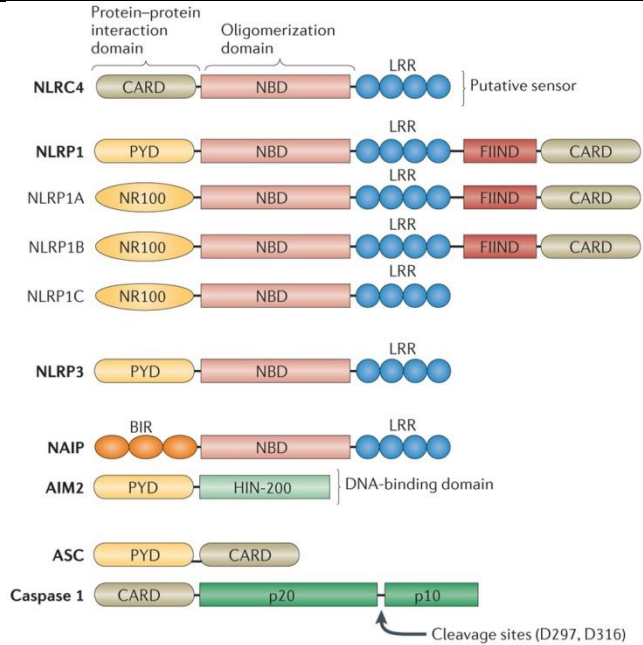 Protein–protein
interaction
domain
Oligomerization
domain
LRR
NLRC4
CARD
NBD
Putative sensor
LRR
NLRP1
PYD
NBD
FIIND
CARD
LRR
NLRP1A
NR100
NBD
FIIND
CARD
LRR
NLRP1B
NR100
NBD
FIIND
CARD
LRR
NLRP1C
NR100
NBD
LRR
NLRP3
PYD
NBD
BIR
LRR
NAIP
NBD
AIM2
PYD
HIN-200
DNA-binding domain
ASC
PYD
CARD
Caspase 1
CARD
p20
p10
Cleavage sites (D297, D316)